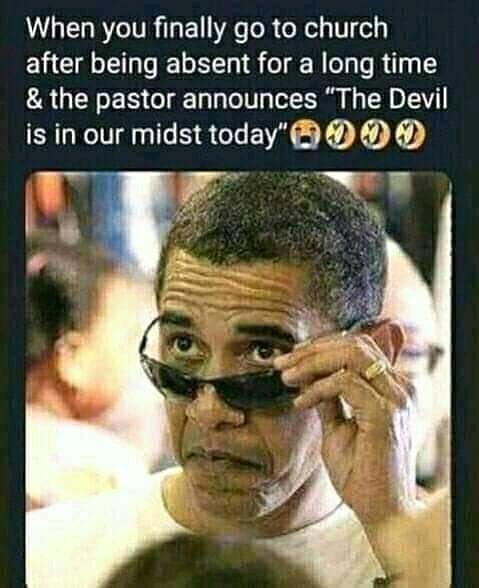 When you finally go to church
after being absent for a long time
& the pastor announces "The Devil
is in our midst today"😭🤣🤣🤣